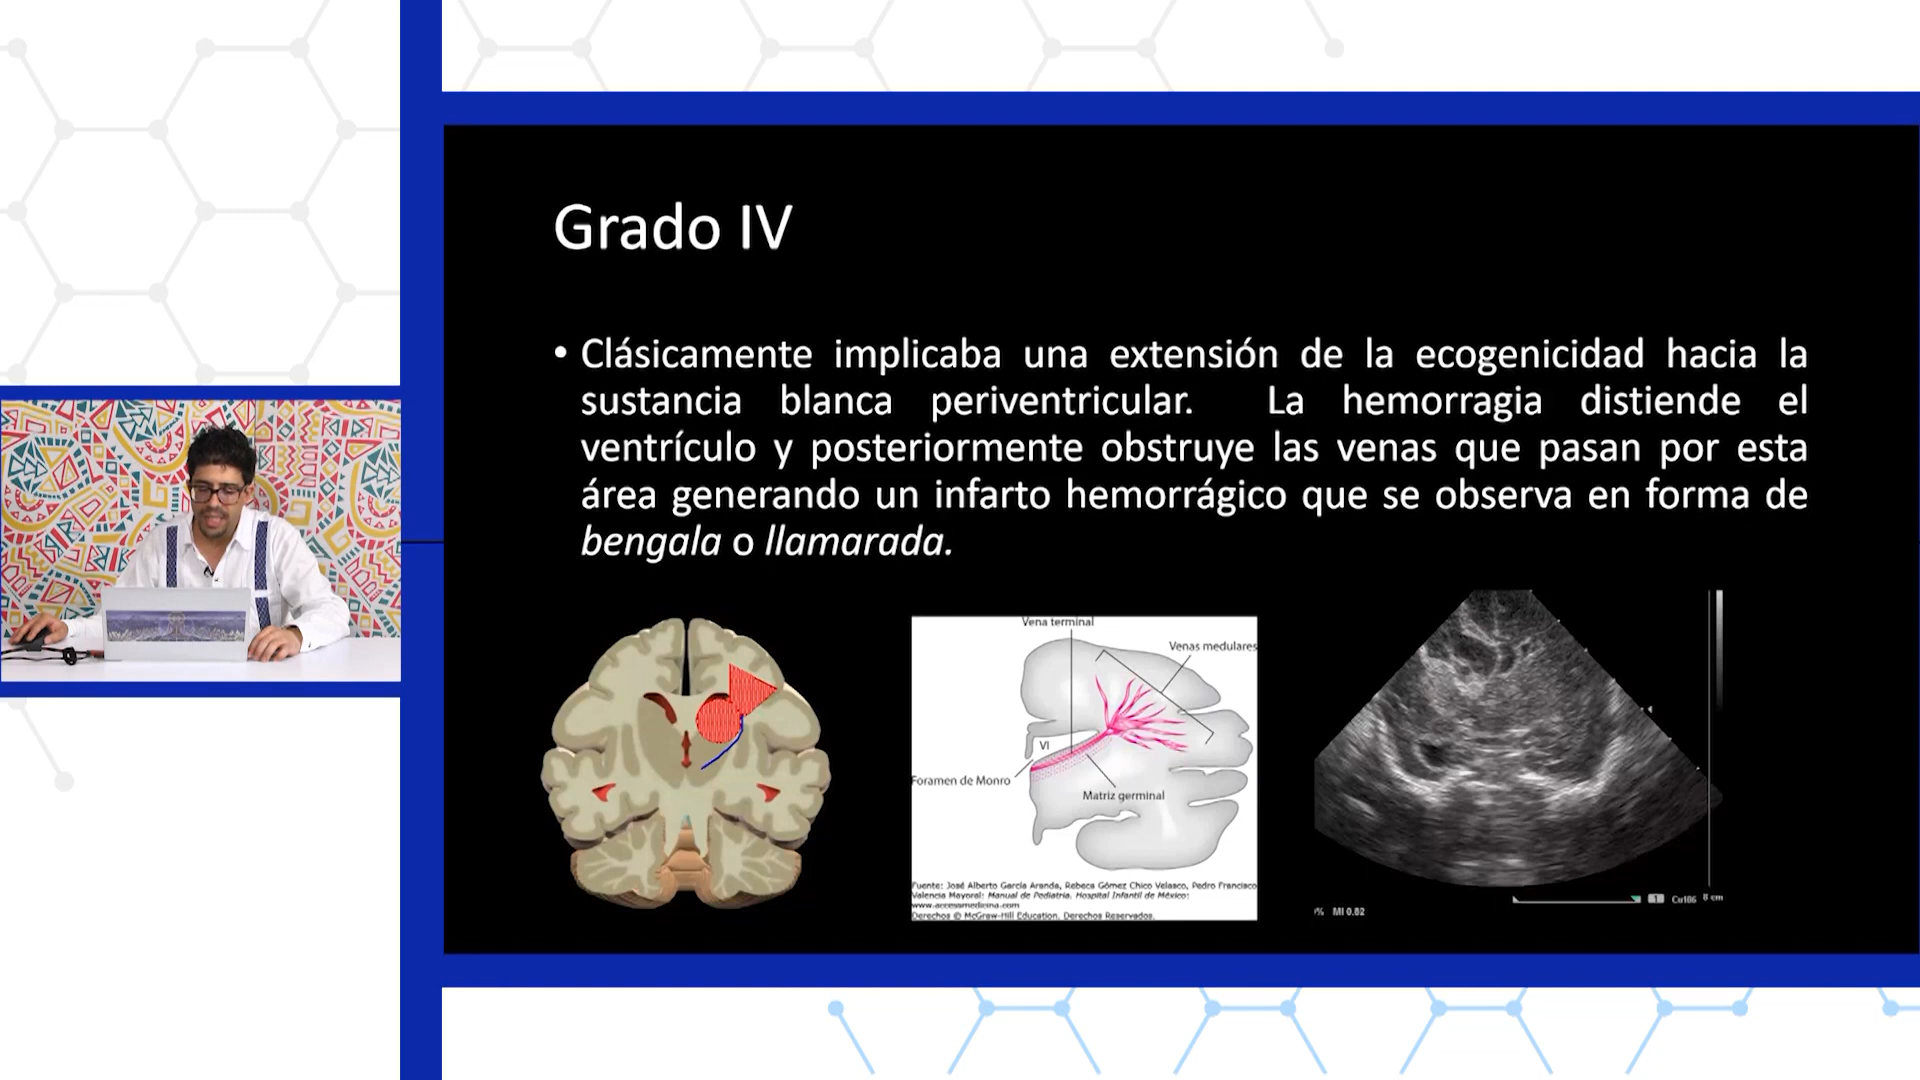 Grado IV
• Clásicamente implicaba una extensión de la ecogenicidad hacia la
sustancia blanca periventricular. La hemorragia distiende el
ventrículo y posteriormente obstruye las venas que pasan por esta
área generando un infarto hemorrágico que se observa en forma de
bengala o llamarada.
Vena terminal
Venas medulares
VI
Foramen de Monro
Matriz germinal
Fuente: José Alberto García Aranda, Rebeca Gómez Chico Velasco, Pedro Francisco
Valencia Mayoral: Manual de Pediatría. Hospital Infantil de México:
www.accessmedicina.com
Derechos © McGraw-Hill Education. Derechos Reservados.
% MI 0.82
1 8 cm